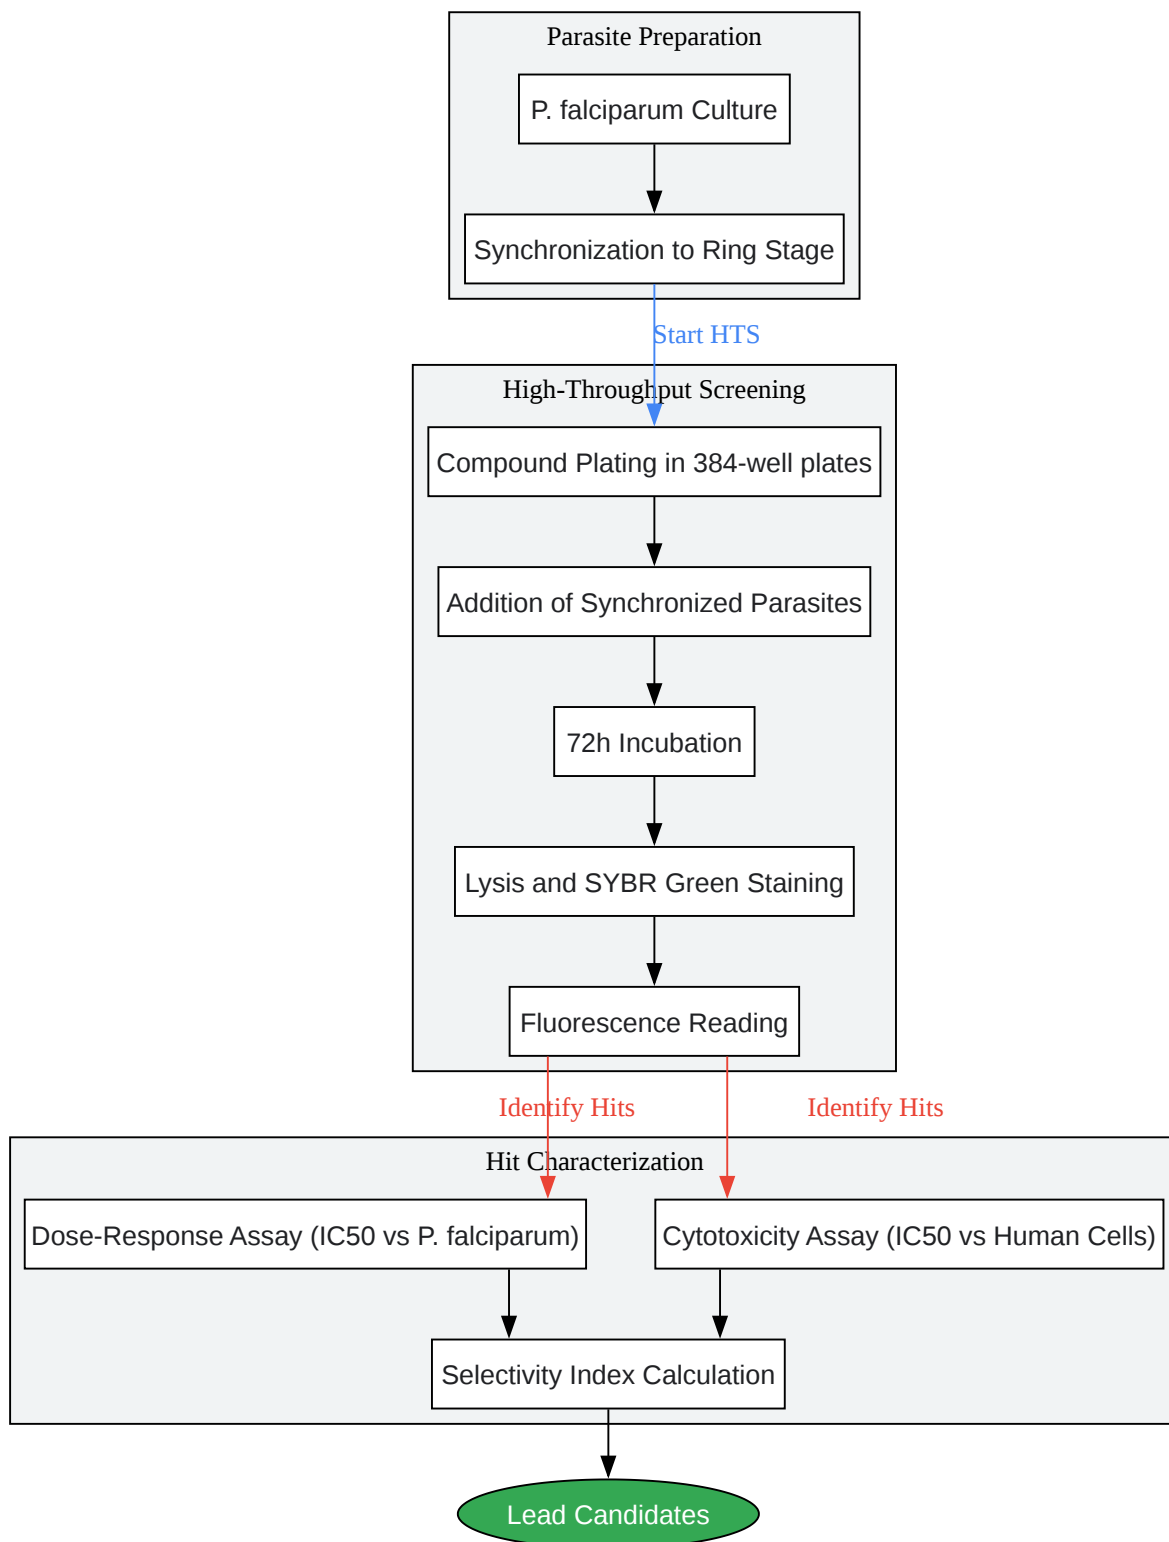 Parasite Preparation
P. falciparum Culture
Synchronization to Ring Stage
Start HTS
High-Throughput Screening
Compound Plating in 384-well plates
Addition of Synchronized Parasites
72h Incubation
Lysis and SYBR Green Staining
Fluorescence Reading
Identify Hits
Identify Hits
Hit Characterization
Dose-Response Assay (IC50 vs P. falciparum)
Cytotoxicity Assay (IC50 vs Human Cells)
Selectivity Index Calculation
Lead Candidates